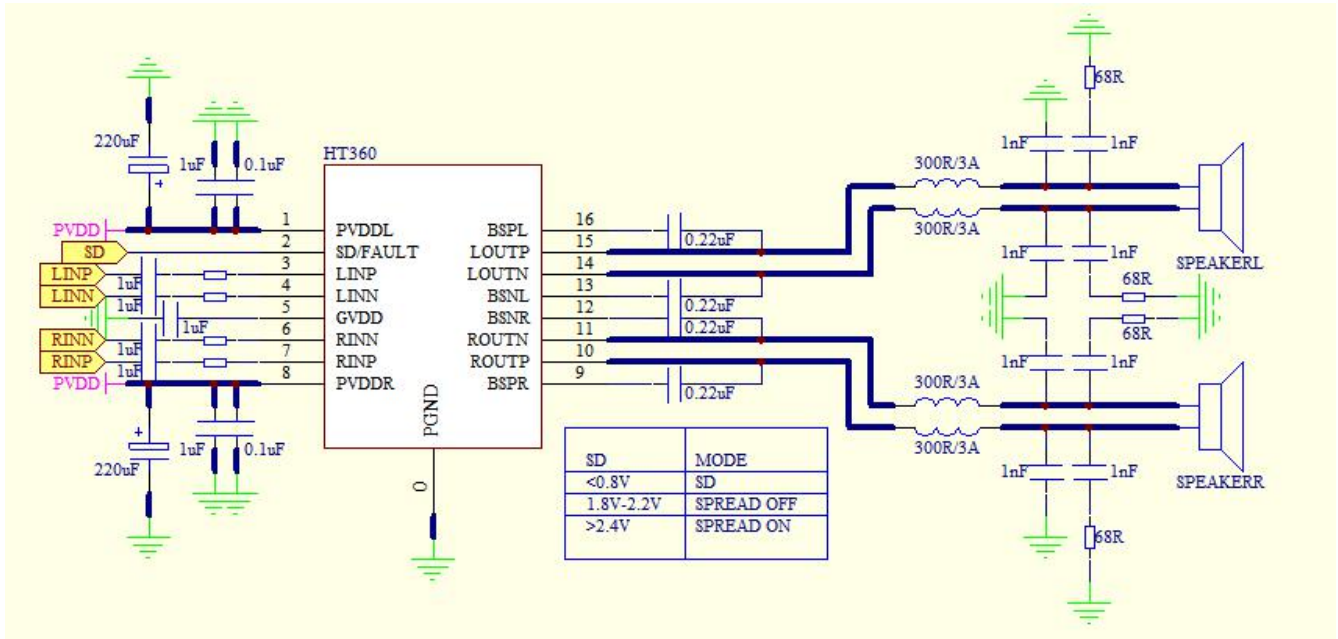 68R
220uF
1uF
0.1uF
HT360
1nF
1nF
300R/3A
300R/3A
PVDD
1
PVDDL
BSPL
16
0.22uF
SD
2
SD/FAULT
LOUTP
15
LINP
3
LINP
LOUTN
14
1uF
LINN
4
LINN
BSNL
13
1uF
0.22uF
5
GVDD
BSNR
12
1uF
0.22uF
RINN
6
RINN
ROUTN
11
1uF
RINP
7
RINP
ROUTP
10
1uF
PVDD
8
PVDDR
BSPR
9
0.22uF
PGND
0
220uF
1uF
0.1uF
1nF
1nF
SPEAKERL
68R
68R
1nF
1nF
300R/3A
300R/3A
1nF
1nF
SPEAKERR
68R
SD MODE
<0.8V SD
1.8V-2.2V SPREAD OFF
>2.4V SPREAD ON